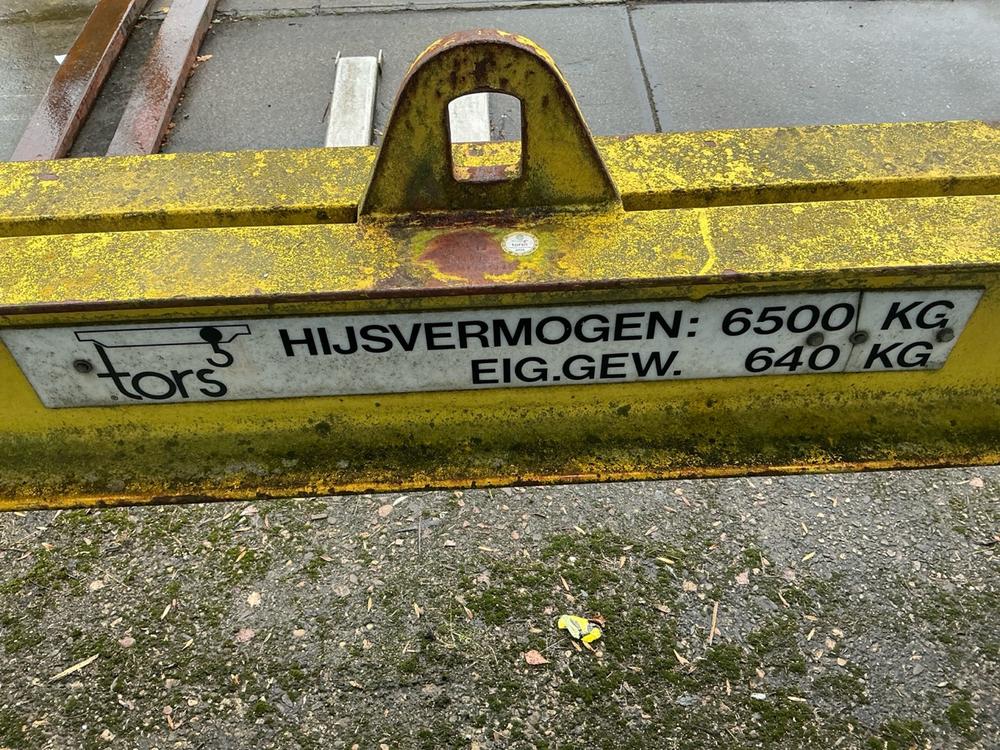 tors
HIJSVERMOGEN: 6500 KG
EIG.GEW. 640 KG